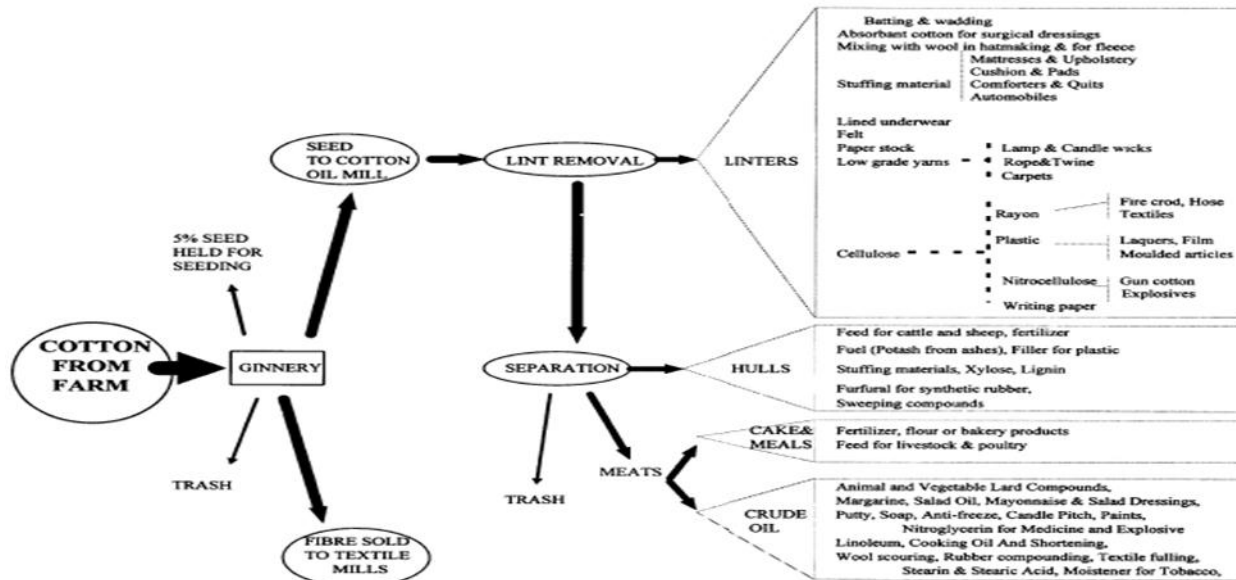 Batting & wadding
Absorbant cotton for surgical dressings
Mixing with wool in hatmaking & for fleece
Mattresses & Upholstery
Cushion & Pads
Stuffing material
Comforters & Quits
Automobiles
Lined underwear
Felt
Paper stock
Low grade yarns
Lamp & Candle wicks
Rope&Twine
Carpets
Rayon
Fire crod, Hose
Textiles
Cellulose
Plastic
Laquers, Film
Moulded articles
Nitrocellulose
Gun cotton
Explosives
Writing paper
SEED
TO COTTON
OIL MILL
LINT REMOVAL
LINTERS
5% SEED
HELD FOR
SEEDING
COTTON
FROM
FARM
GINNERY
SEPARATION
HULLS
Feed for cattle and sheep, fertilizer
Fuel (Potash from ashes), Filler for plastic
Stuffing materials, Xylose, Lignin
Furfural for synthetic rubber,
Sweeping compounds
CAKE&
MEALS
Fertilizer, flour or bakery products
Feed for livestock & poultry
TRASH
TRASH
MEATS
CRUDE
OIL
Animal and Vegetable Lard Compounds,
Margarine, Salad Oil, Mayonnaise & Salad Dressings,
Putty, Soap, Anti-freeze, Candle Pitch, Paints,
Nitroglycerin for Medicine and Explosive
Linoleum, Cooking Oil And Shortening,
Wool scouring, Rubber compounding, Textile fulling,
Stearin & Stearic Acid, Moistener for Tobacco,
FIBRE SOLD
TO TEXTILE
MILLS